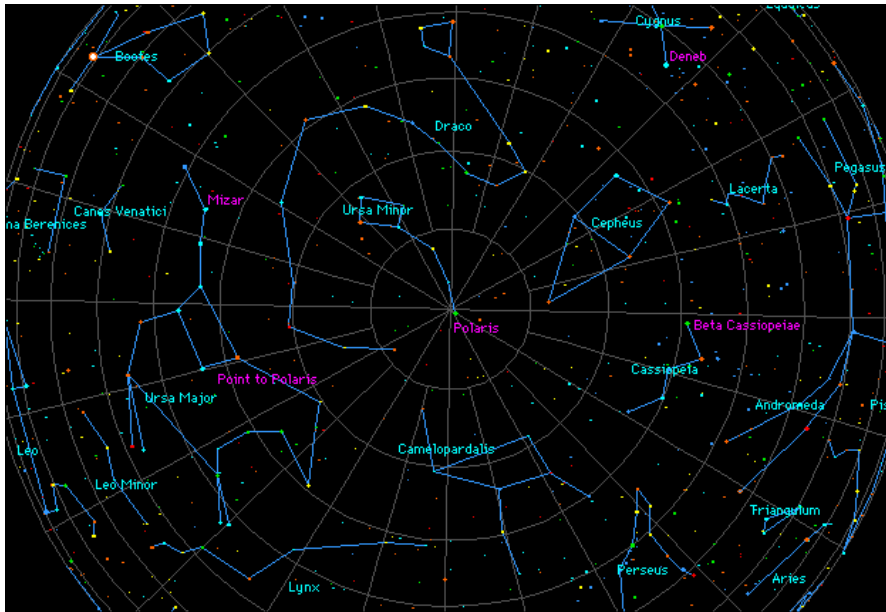 Cygnus
Bootes
Deneb
Draco
Pegasus
Lacerta
Mizar
Ursa Minor
Canes Venatici
na Berenices
Cepheus
Polaris
Beta Cassiopeiae
Cassiopeia
Point to Polaris
Ursa Major
Andromeda
Pis
Leo
Camelopardalis
Leo Minor
Triangulum
Perseus
Aries
Lynx